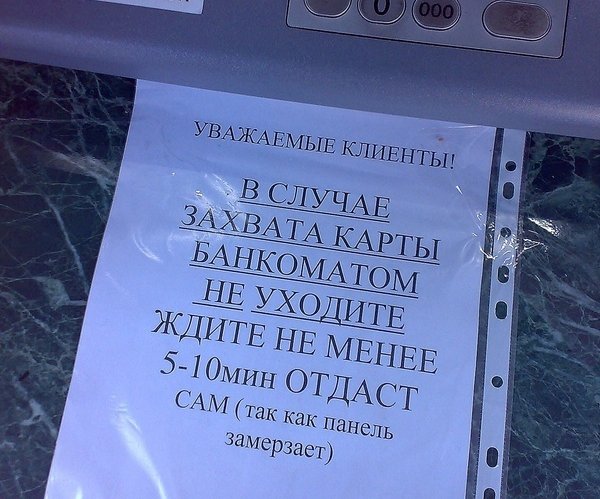 0
000
УВАЖАЕМЫЕ КЛИЕНТЫ!
В СЛУЧАЕ
ЗАХВАТА КАРТЫ
БАНКОМАТОМ
НЕ УХОДИТЕ
ЖДИТЕ НЕ МЕНЕЕ
5-10мин ОТДАСТ
САМ (так как панель
замерзает)